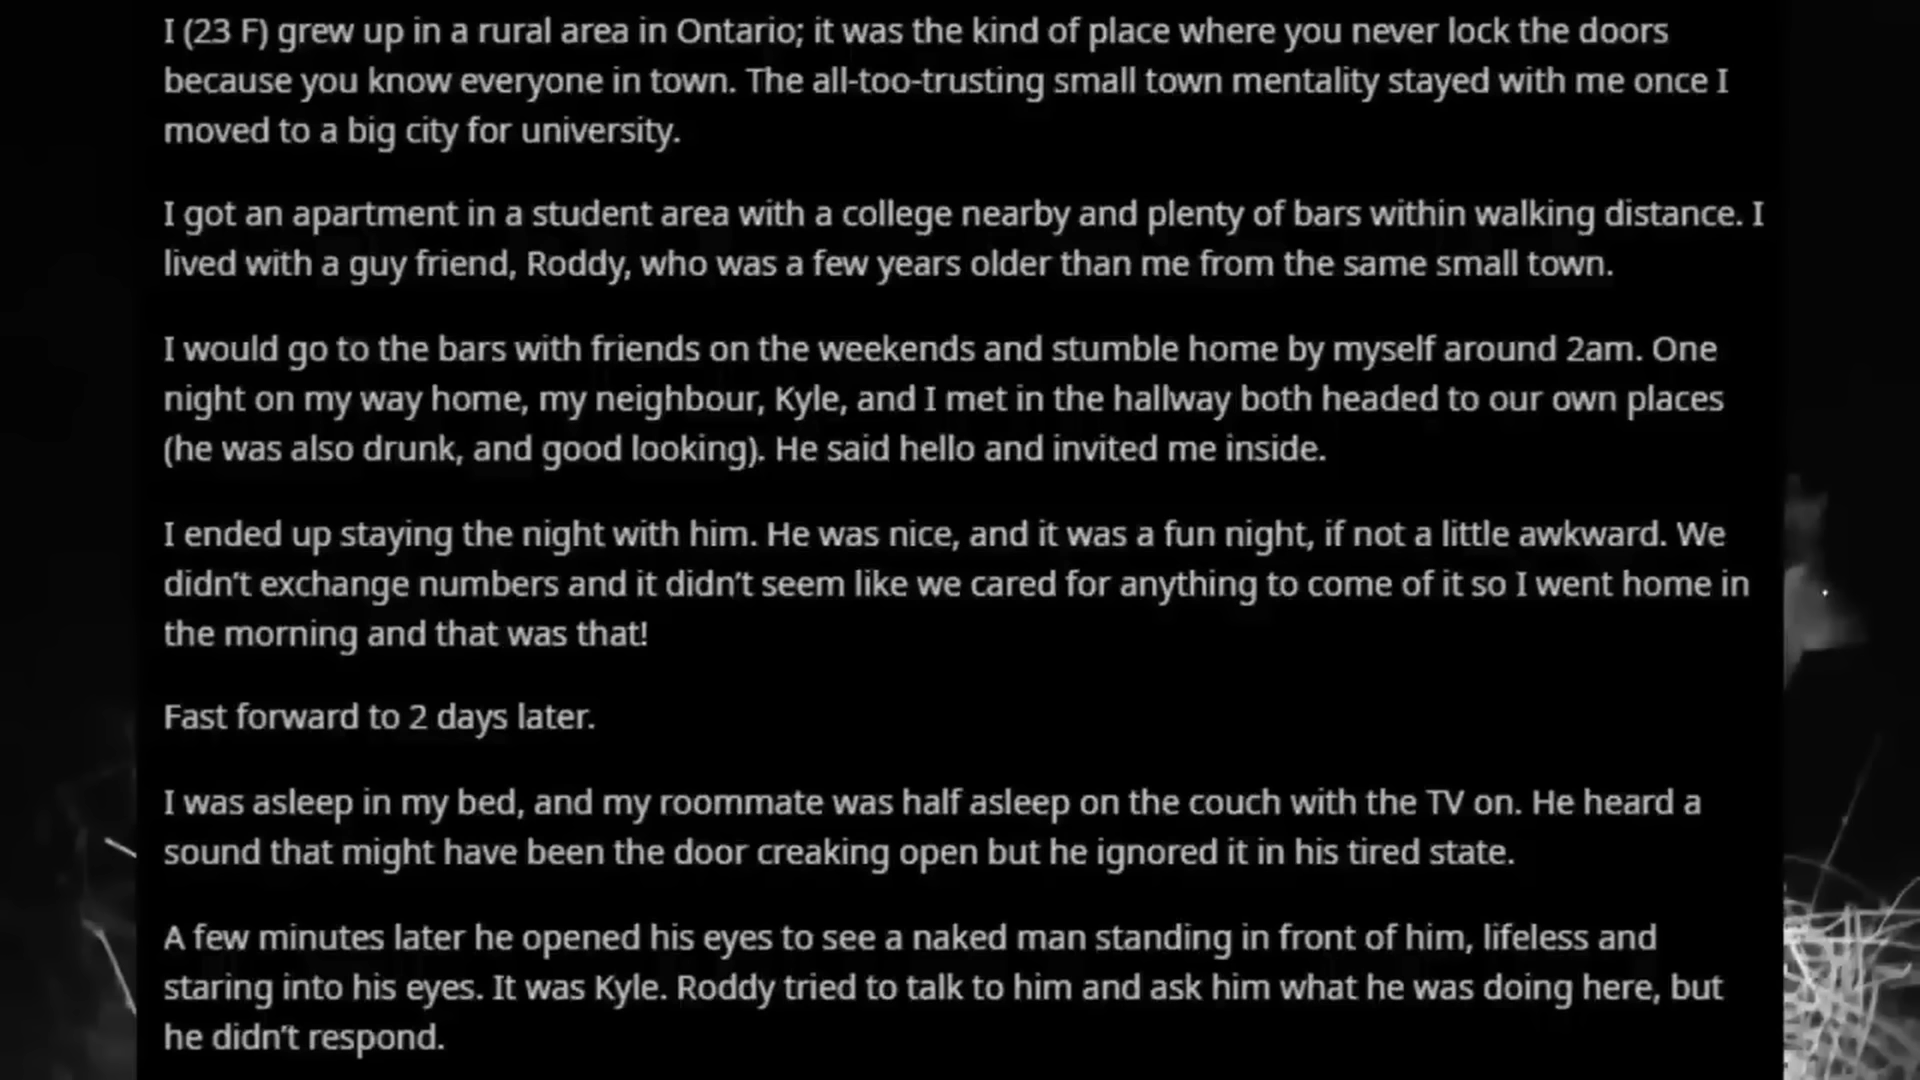 I (23 F) grew up in a rural area in Ontario; it was the kind of place where you never lock the doors
because you know everyone in town. The all-too-trusting small town mentality stayed with me once I
moved to a big city for university.
I got an apartment in a student area with a college nearby and plenty of bars within walking distance. I
lived with a guy friend, Roddy, who was a few years older than me from the same small town.
I would go to the bars with friends on the weekends and stumble home by myself around 2am. One
night on my way home, my neighbour, Kyle, and I met in the hallway both headed to our own places
(he was also drunk, and good looking). He said hello and invited me inside.
I ended up staying the night with him. He was nice, and it was a fun night, if not a little awkward. We
didn’t exchange numbers and it didn’t seem like we cared for anything to come of it so I went home in
the morning and that was that!
Fast forward to 2 days later.
I was asleep in my bed, and my roommate was half asleep on the couch with the TV on. He heard a
sound that might have been the door creaking open but he ignored it in his tired state.
A few minutes later he opened his eyes to see a naked man standing in front of him, lifeless and
staring into his eyes. It was Kyle. Roddy tried to talk to him and ask him what he was doing here, but
he didn’t respond.